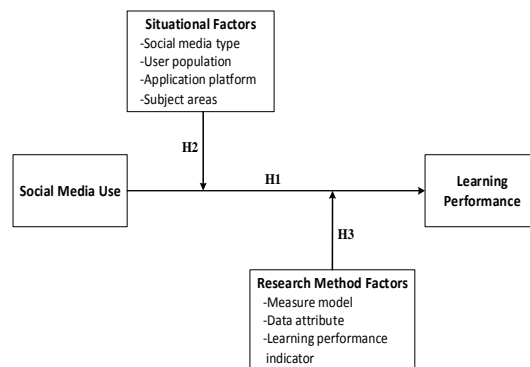 Situational Factors
-Social media type
-User population
-Application platform
-Subject areas
H2
Social Media Use
H1
Learning
Performance
H3
Research Method Factors
-Measure model
-Data attribute
-Learning performance
indicator